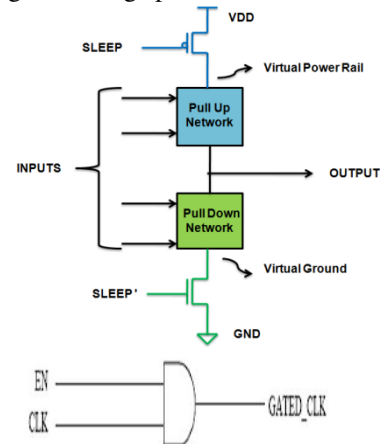 VDD
SLEEP
Virtual Power Rail
Pull Up
Network
INPUTS
OUTPUT
Pull Down
Network
Virtual Ground
SLEEP'
GND
EN
CLK
GATED_CLK